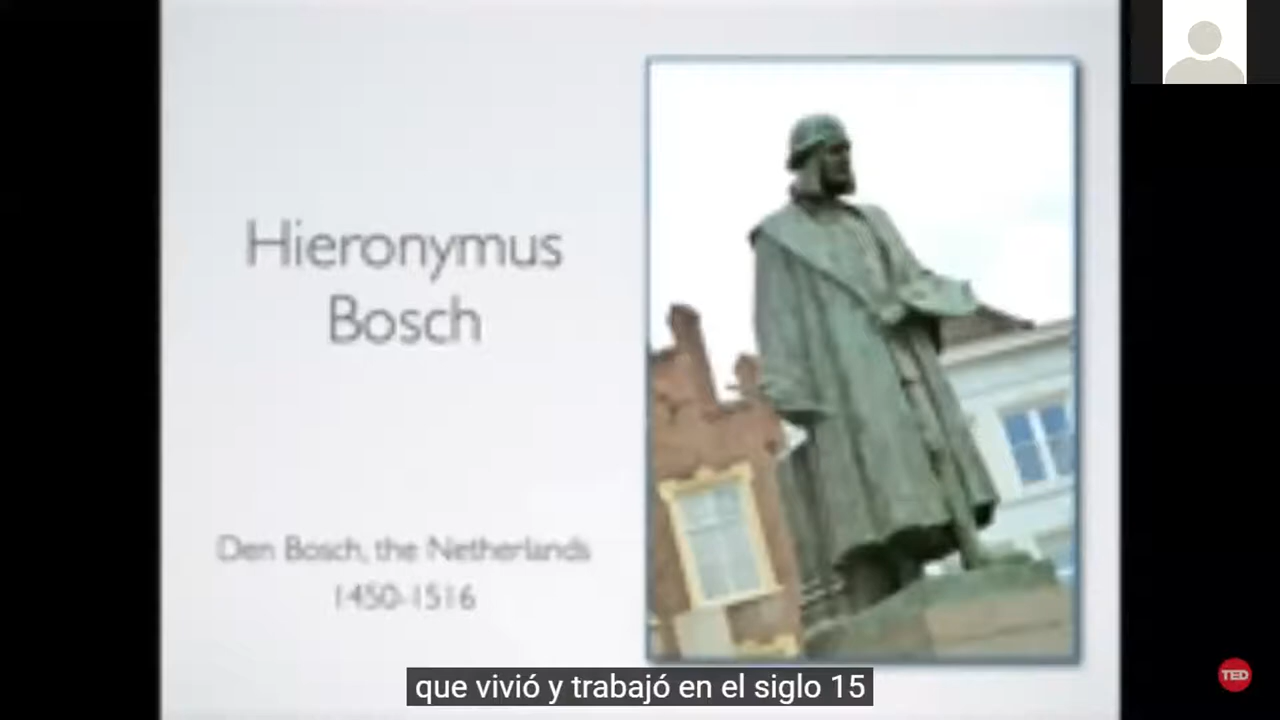 Hieronymus
Bosch
Den Bosch, the Netherlands
1450-1516
que vivió y trabajó en el siglo 15
TED